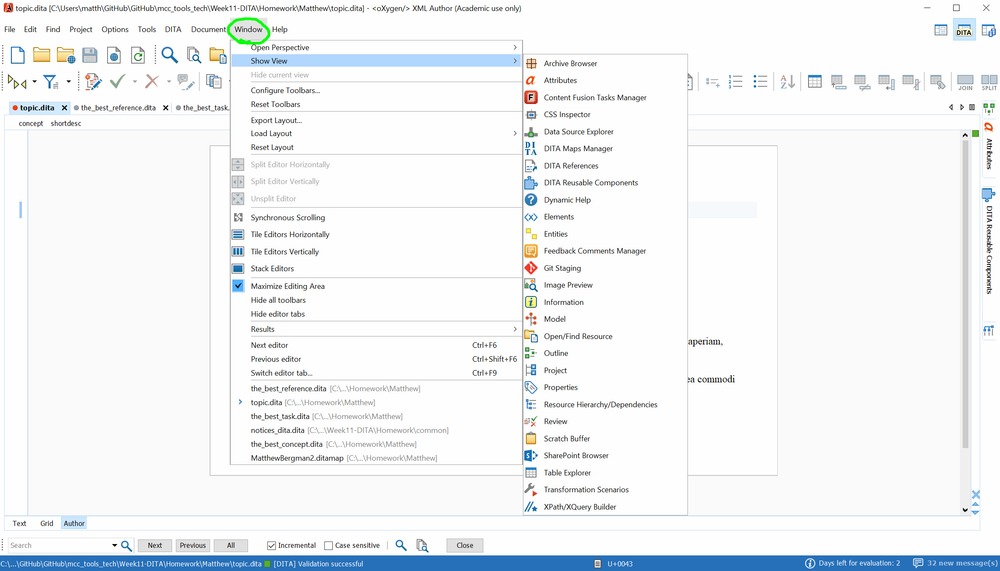 topic.dita [C:\Users\matth\GitHub\GitHub\mcc_tools_tech\Week11-DITA\Homework\Matthew\topic.dita] - <oXygen/> XML Author (Academic use only)
File Edit Find Project Options Tools DITA Document Window Help
DITA
Open Perspective
Show View
Hide current view
Configure Toolbars...
Reset Toolbars
Export Layout...
Load Layout
Reset Layout
Split Editor Horizontally
Split Editor Vertically
Unsplit Editor
Synchronous Scrolling
Tile Editors Horizontally
Tile Editors Vertically
Stack Editors
Maximize Editing Area
Hide all toolbars
Hide editor tabs
Results
Next editor Ctrl+F6
Previous editor Ctrl+Shift+F6
Switch editor tab... Ctrl+F9
the_best_reference.dita [C:\...\Homework\Matthew]
topic.dita [C:\...\Homework\Matthew]
the_best_task.dita [C:\...\Homework\Matthew]
notices_dita.dita [C:\...\Week11-DITA\Homework\common]
the_best_concept.dita [C:\...\Homework\Matthew]
MatthewBergman2.ditamap [C:\...\Homework\Matthew]
Archive Browser
Attributes
Content Fusion Tasks Manager
CSS Inspector
Data Source Explorer
DITA Maps Manager
DITA References
DITA Reusable Components
Dynamic Help
Elements
Entities
Feedback Comments Manager
Git Staging
Image Preview
Information
Model
Open/Find Resource
Outline
Project
Properties
Resource Hierarchy/Dependencies
Review
Scratch Buffer
SharePoint Browser
Table Explorer
Transformation Scenarios
XPath/XQuery Builder
JOIN SPLIT
topic.dita the_best_reference.dita the_best_task.
concept shortdesc
Attributes
DITA Reusable Components
aperiam,
ea commodi
Text Grid Author
Search Next Previous All Incremental Case sensitive Close
C:\...\GitHub\GitHub\mcc_tools_tech\Week11-DITA\Homework\Matthew\topic.dita [DITA] Validation successful U+0043 Days left for evaluation: 2 32 new message(s)